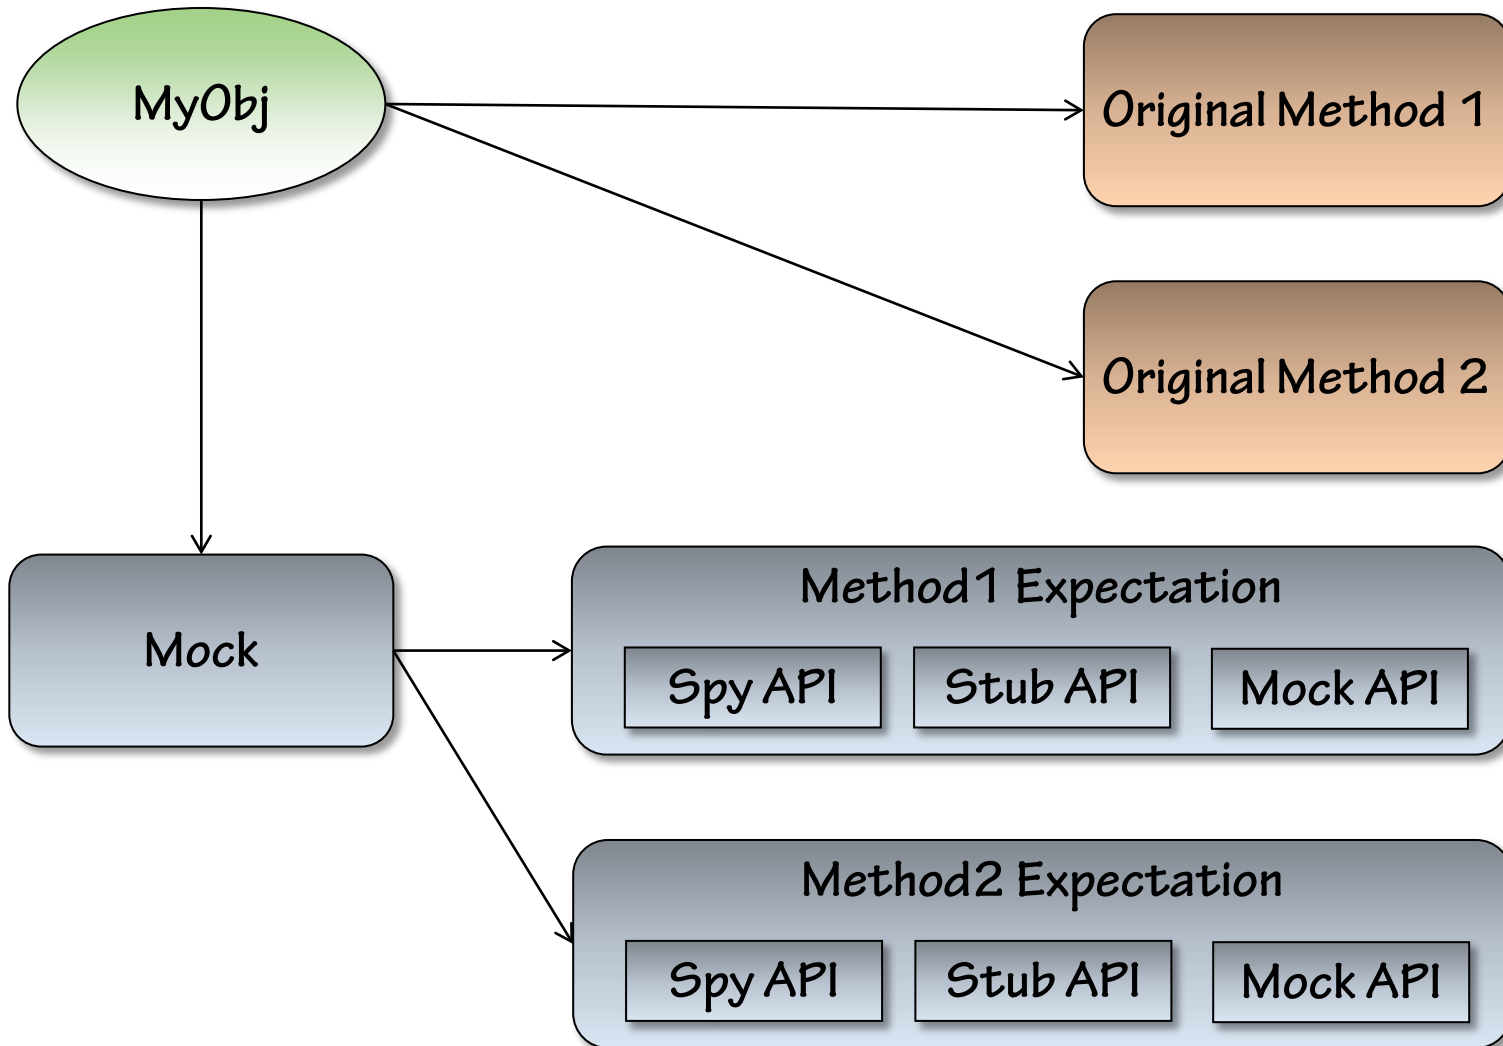 MyObj
Original Method 1
Original Method 2
Mock
Method1 Expectation
Spy API
Stub API
Mock API
Method2 Expectation
Spy API
Stub API
Mock API